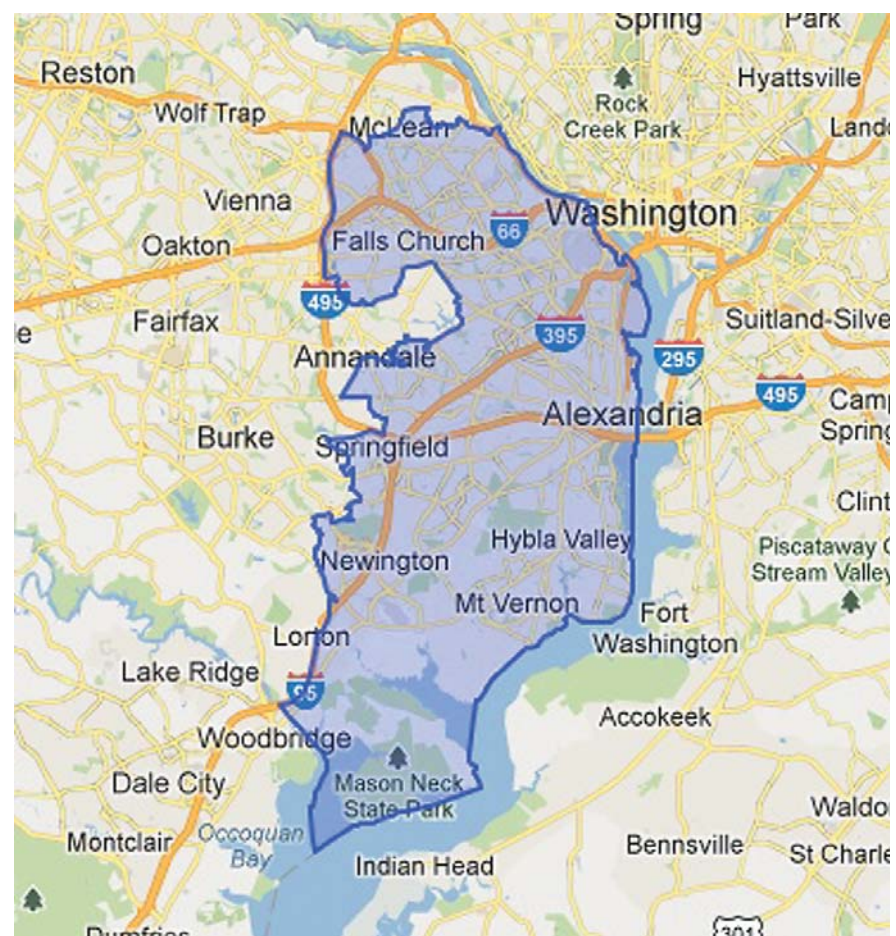 Spring
Park
Reston
Hyattsville
Rock
Creek Park
Wolf Trap
McLean
Land
Vienna
Washington
Oakton
Falls Church
66
495
Fairfax
395
Suitland-Silve
le
Annandale
295
495
Camp
Spring
Alexandria
Burke
Springfield
Clint
Hybla Valley
Newington
Piscataway C
Stream Valley
Mt Vernon
Fort
Washington
Lorton
Lake Ridge
95
Accokeek
Woodbridge
Dale City
Mason Neck
State Park
Waldo
Montclair
Occoquan
Bay
Bennsville
St Charle
Indian Head
Dumfries
301